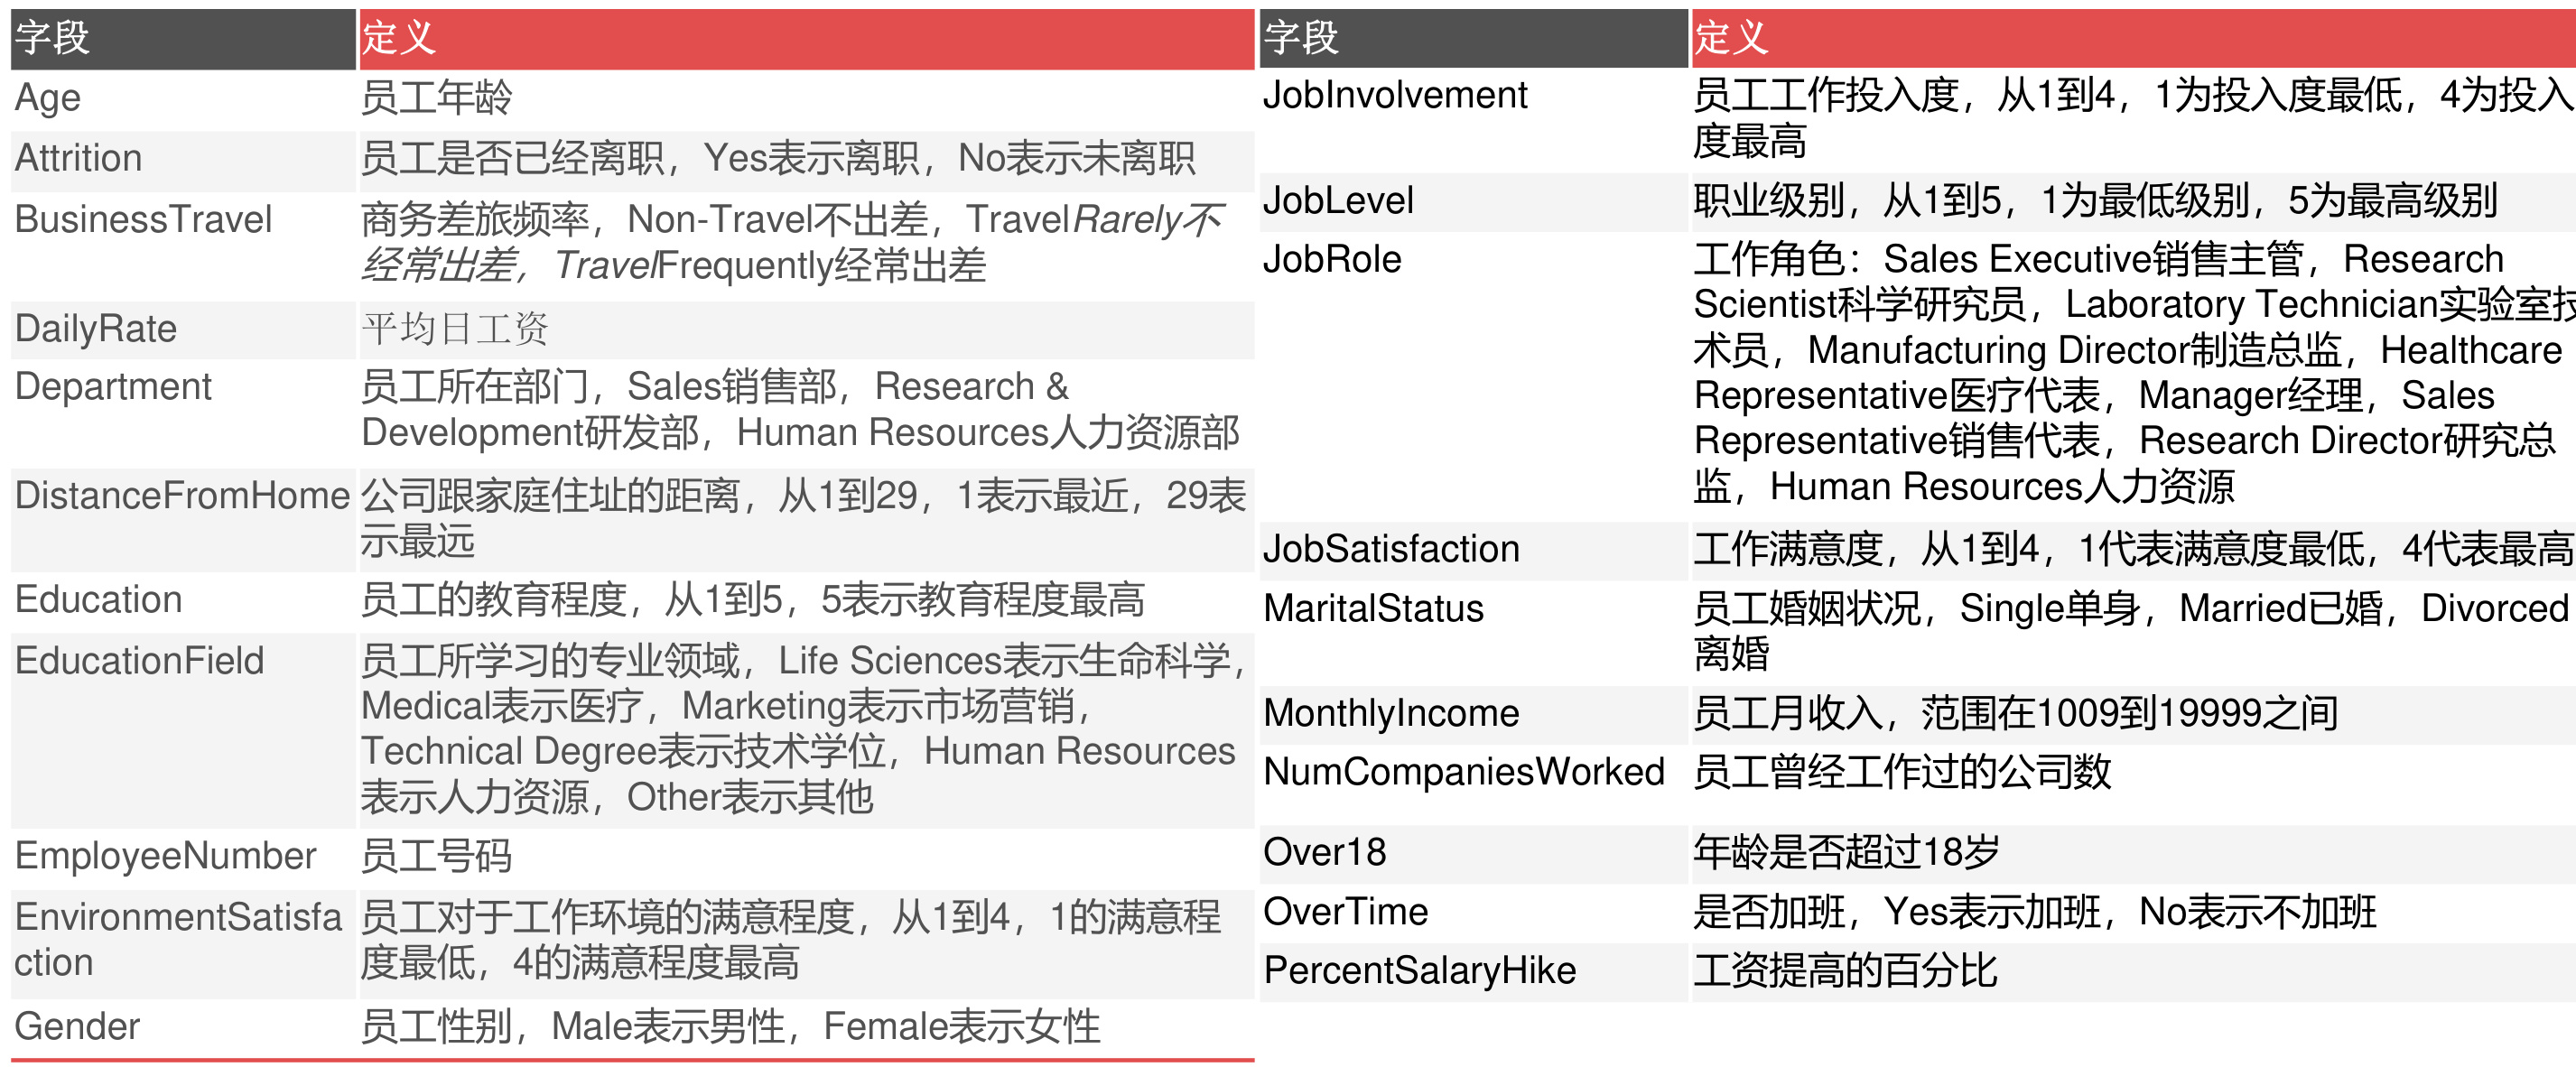 字段 定义
Age 员工年龄
Attrition 员工是否已经离职，Yes表示离职，No表示未离职
BusinessTravel 商务差旅频率，Non-Travel不出差，TravelRarely不
经常出差，TravelFrequently经常出差
DailyRate 平均日工资
Department 员工所在部门，Sales销售部，Research &
Development研发部，Human Resources人力资源部
DistanceFromHome 公司跟家庭住址的距离，从1到29，1表示最近，29表
示最远
Education 员工的教育程度，从1到5，5表示教育程度最高
EducationField 员工所学习的专业领域，Life Sciences表示生命科学，
Medical表示医疗，Marketing表示市场营销，
Technical Degree表示技术学位，Human Resources
表示人力资源，Other表示其他
EmployeeNumber 员工号码
EnvironmentSatisfa 员工对于工作环境的满意程度，从1到4，1的满意程
ction 度最低，4的满意程度最高
Gender 员工性别，Male表示男性，Female表示女性
字段 定义
JobInvolvement 员工工作投入度，从1到4，1为投入度最低，4为投入
度最高
JobLevel 职业级别，从1到5，1为最低级别，5为最高级别
JobRole 工作角色：Sales Executive销售主管，Research
Scientist科学研究员，Laboratory Technician实验室技
术员，Manufacturing Director制造总监，Healthcare
Representative医疗代表，Manager经理，Sales
Representative销售代表，Research Director研究总
监，Human Resources人力资源
JobSatisfaction 工作满意度，从1到4，1代表满意度最低，4代表最高
MaritalStatus 员工婚姻状况，Single单身，Married已婚，Divorced
离婚
MonthlyIncome 员工月收入，范围在1009到19999之间
NumCompaniesWorked 员工曾经工作过的公司数
Over18 年龄是否超过18岁
OverTime 是否加班，Yes表示加班，No表示不加班
PercentSalaryHike 工资提高的百分比